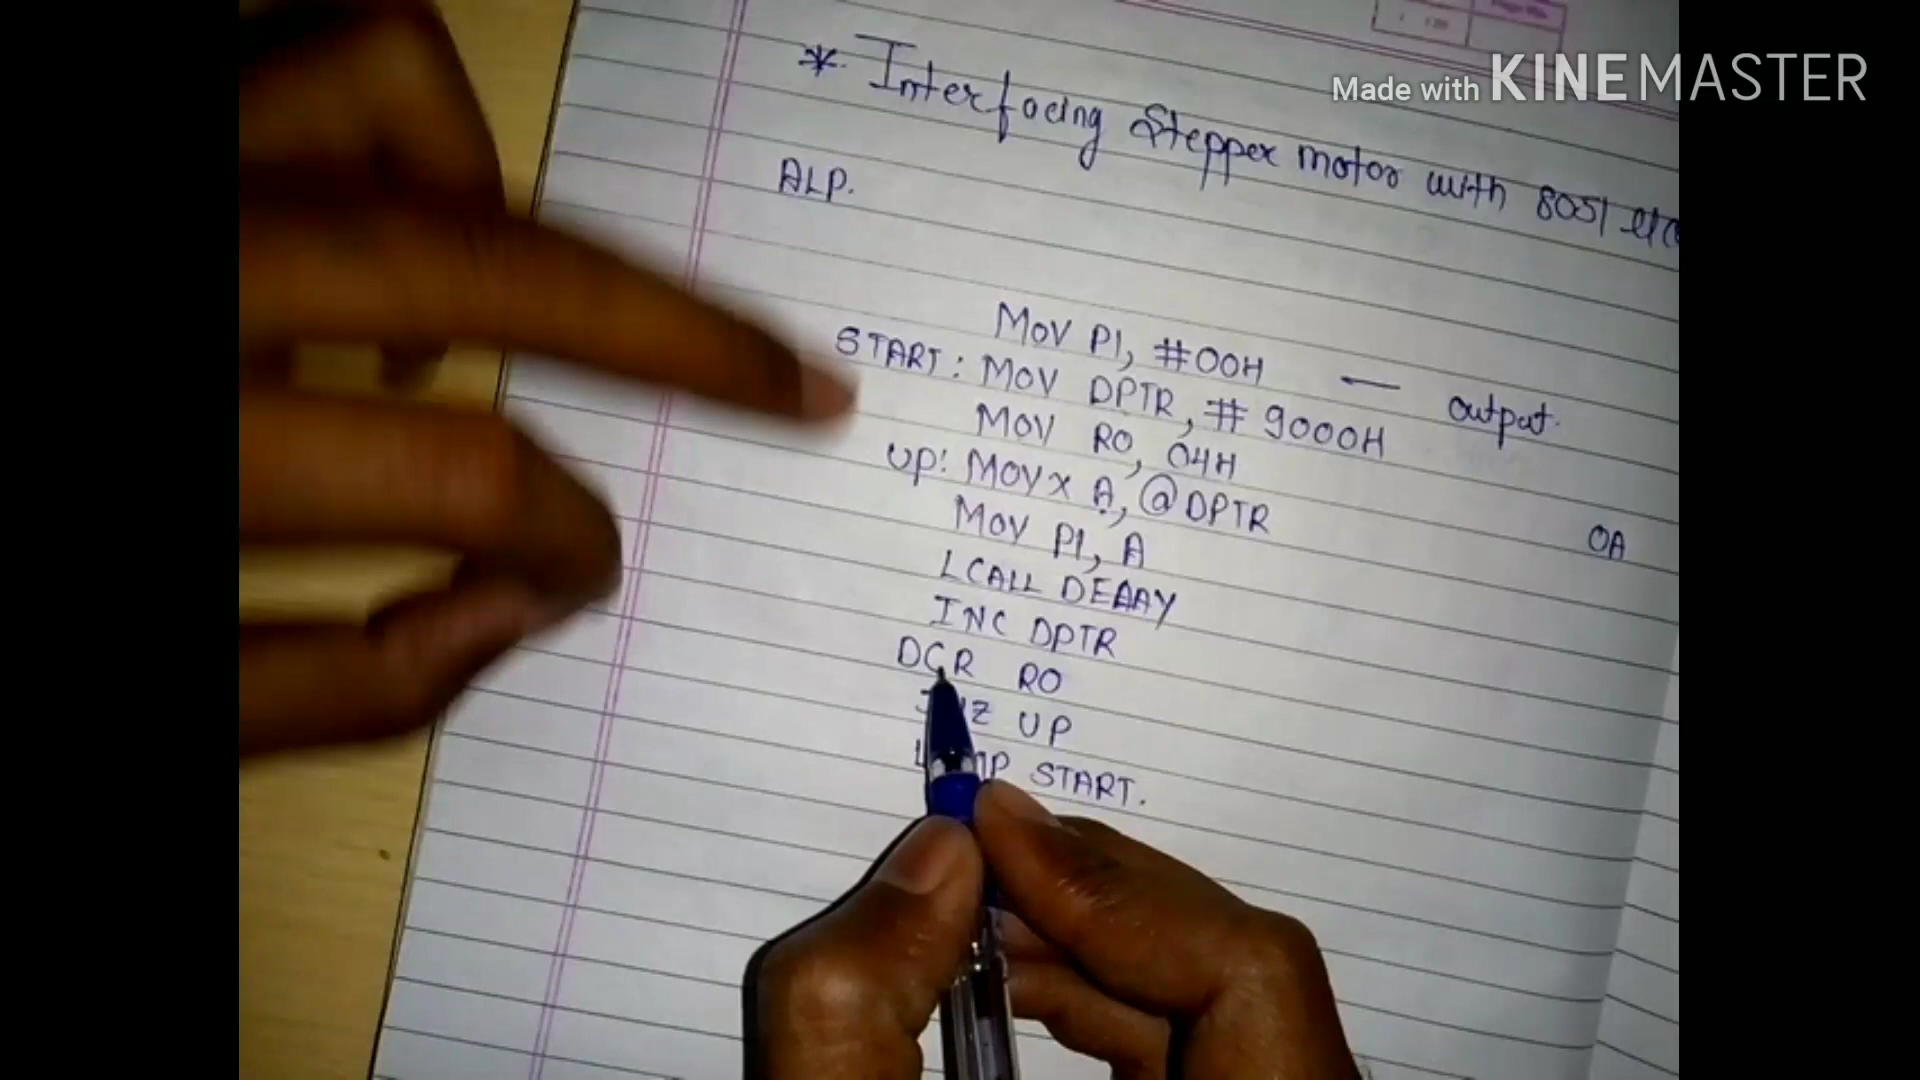 Made with KINEMASTER
* Interfacing Stepper motor with 8051
ALP.
MOV P1, #00H — output.
START: MOV DPTR, #9000H
MOV R0, 04H
UP: MOVX A, @DPTR
0A
MOV P1, A
LCALL DEAAY
INC DPTR
DCR R0
UP
START.